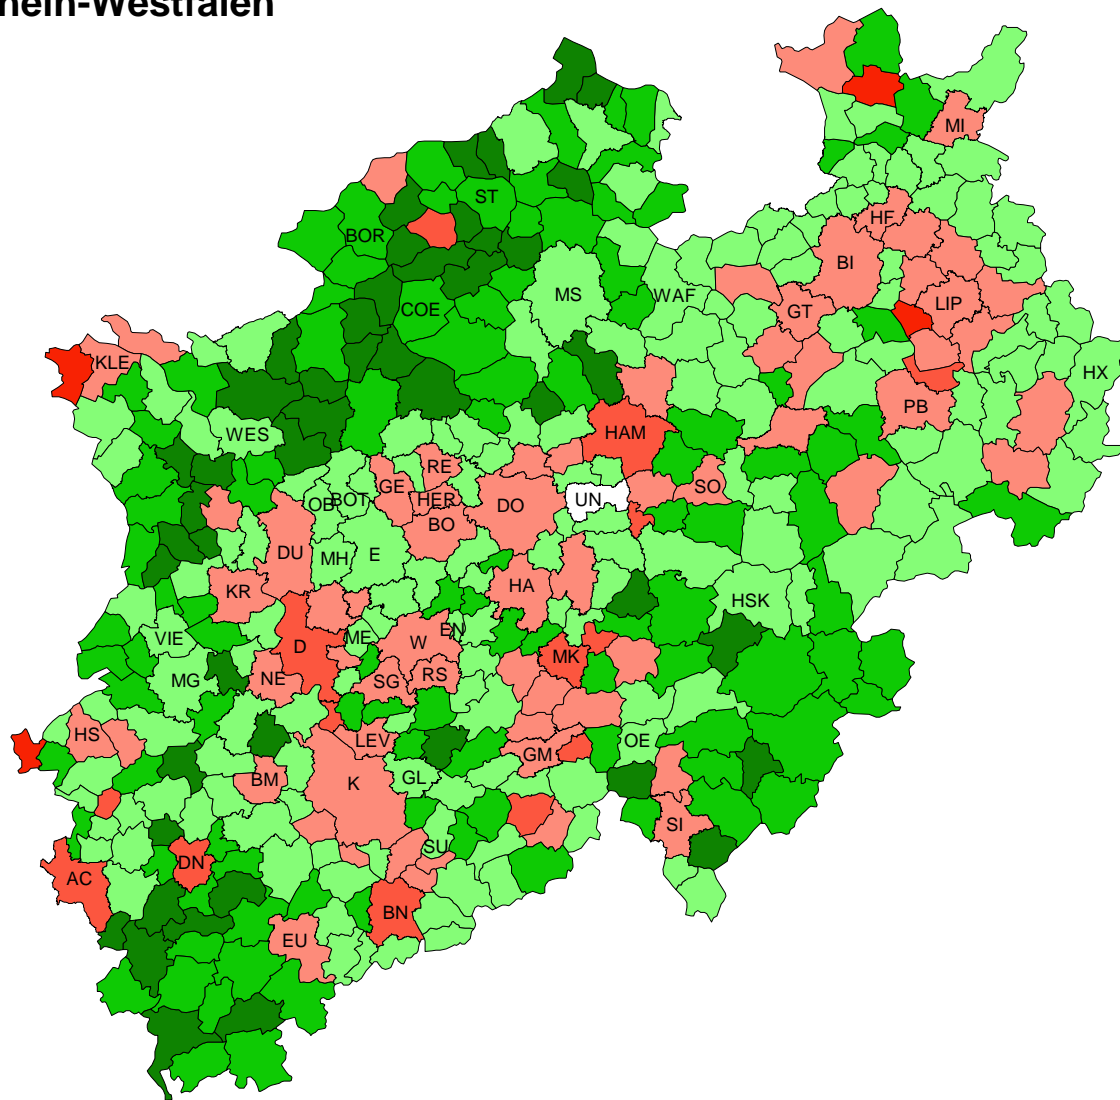 hein-Westfalen
MI
ST
HF
BOR
BI
MS
WAF
LIP
COE
GT
KLE
HX
PB
WES
HAM
RE
GE
SO
OB
BOT
HER
DO
UN
BO
DU
MH
E
HA
KR
HSK
VIE
ME
EN
W
D
MK
NE
SG
RS
MG
HS
LEV
OE
GM
BM
K
GL
SI
SU
DN
AC
BN
EU